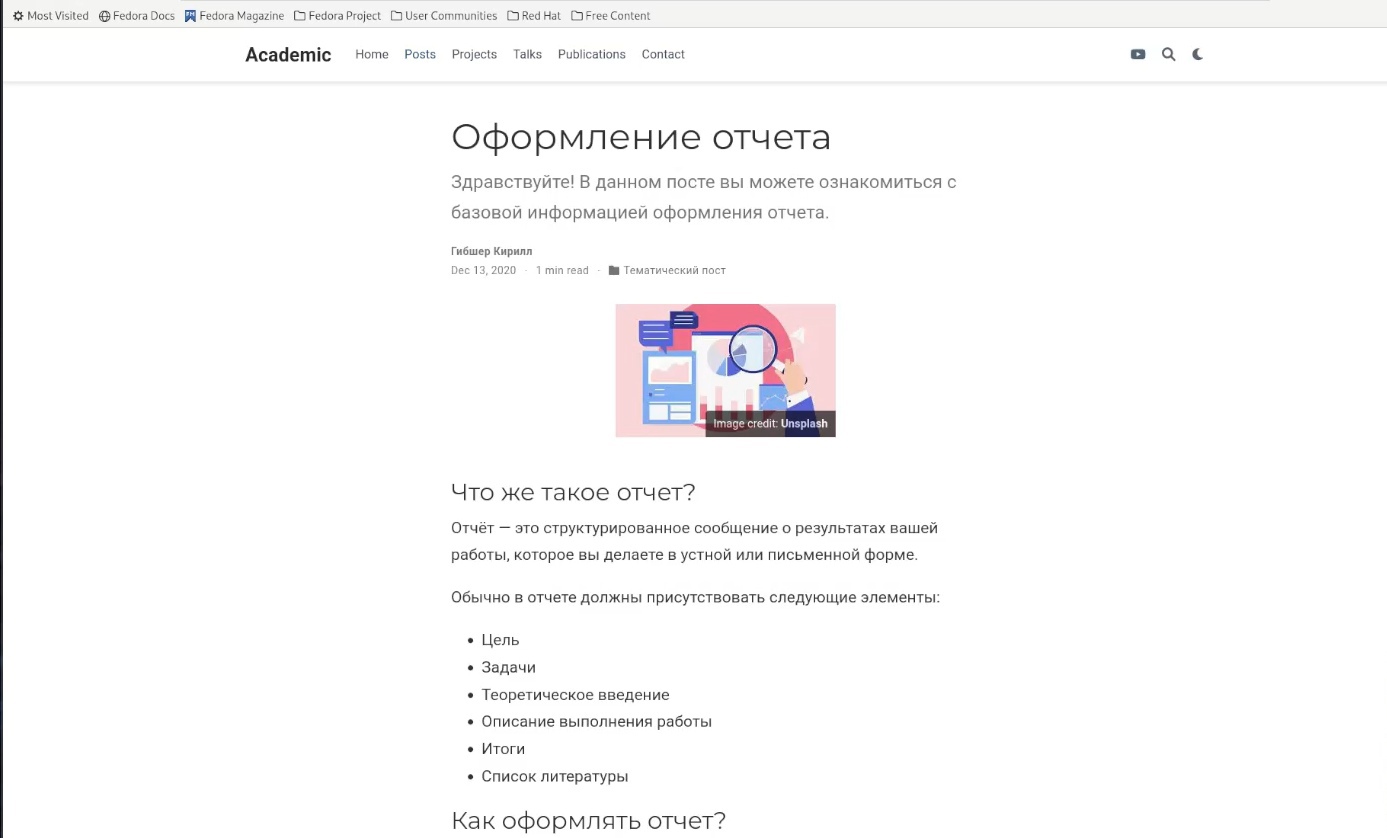 Most Visited Fedora Docs Fedora Magazine Fedora Project User Communities Red Hat Free Content
Academic Home Posts Projects Talks Publications Contact
Оформление отчета
Здравствуйте! В данном посте вы можете ознакомиться с
базовой информацией оформления отчета.
Гибшер Кирилл
Dec 13, 2020 · 1 min read · Тематический пост
Image credit: Unsplash
Что же такое отчет?
Отчёт — это структурированное сообщение о результатах вашей
работы, которое вы делаете в устной или письменной форме.
Обычно в отчете должны присутствовать следующие элементы:
• Цель
• Задачи
• Теоретическое введение
• Описание выполнения работы
• Итоги
• Список литературы
Как оформлять отчет?